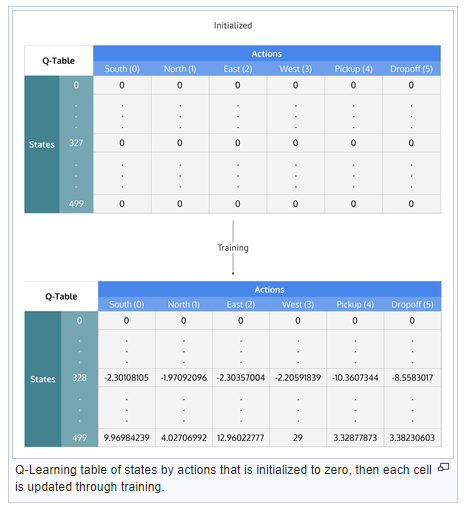 Initialized
Q-Table
Actions
South (0) North (1) East (2) West (3) Pickup (4) Dropoff (5)
States
0 0 0 0 0 0 0
. . . . . . .
. . . . . . .
. . . . . . .
327 0 0 0 0 0 0
. . . . . . .
. . . . . . .
. . . . . . .
499 0 0 0 0 0 0
Training
Q-Table
Actions
South (0) North (1) East (2) West (3) Pickup (4) Dropoff (5)
States
0 0 0 0 0 0 0
. . . . . . .
. . . . . . .
. . . . . . .
328 -2.30108105 -1.97092096 -2.30357004 -2.20591839 -10.3607344 -8.5583017
. . . . . . .
. . . . . . .
. . . . . . .
499 9.96984239 4.02706992 12.96022777 29 3.32877873 3.38230603
Q-Learning table of states by actions that is initialized to zero, then each cell
is updated through training.